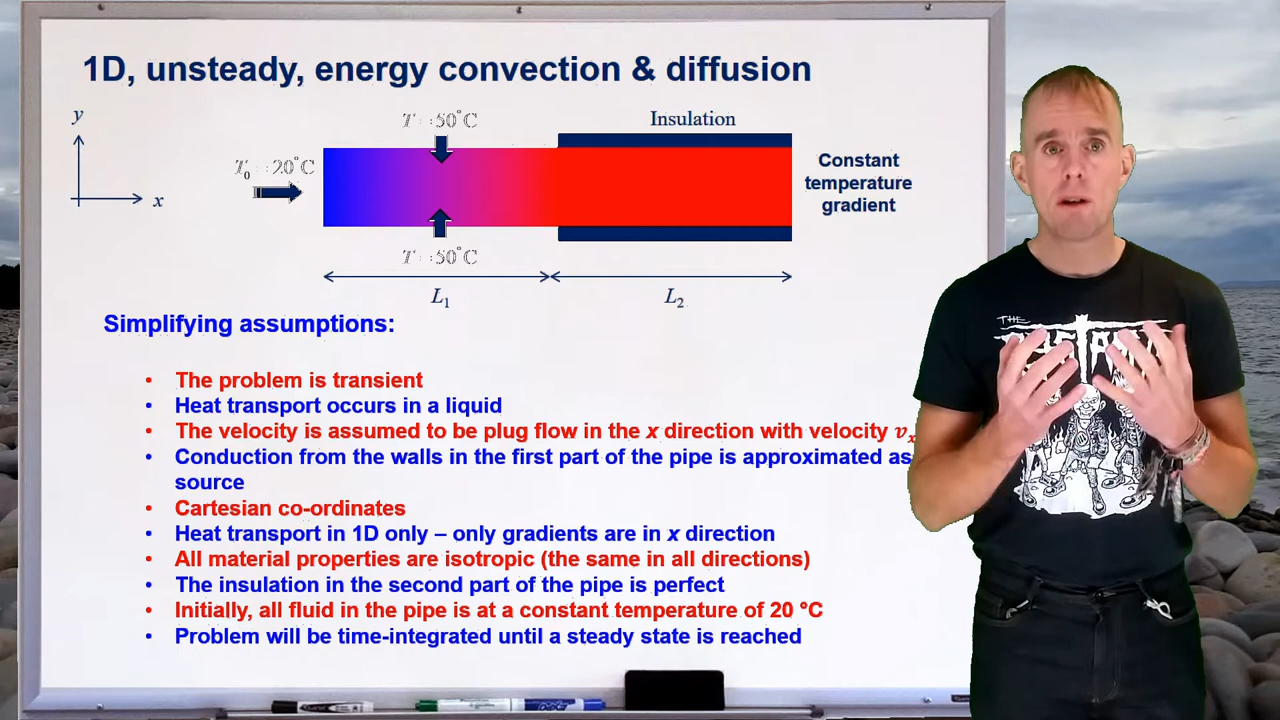 1D, unsteady, energy convection & diffusion
y
x
T₀ = 20°C
T = 50°C
T = 50°C
Insulation
Constant
temperature
gradient
L₁
L₂
Simplifying assumptions:
• The problem is transient
• Heat transport occurs in a liquid
• The velocity is assumed to be plug flow in the x direction with velocity vₓ
• Conduction from the walls in the first part of the pipe is approximated as
source
• Cartesian co-ordinates
• Heat transport in 1D only – only gradients are in x direction
• All material properties are isotropic (the same in all directions)
• The insulation in the second part of the pipe is perfect
• Initially, all fluid in the pipe is at a constant temperature of 20 °C
• Problem will be time-integrated until a steady state is reached
THE